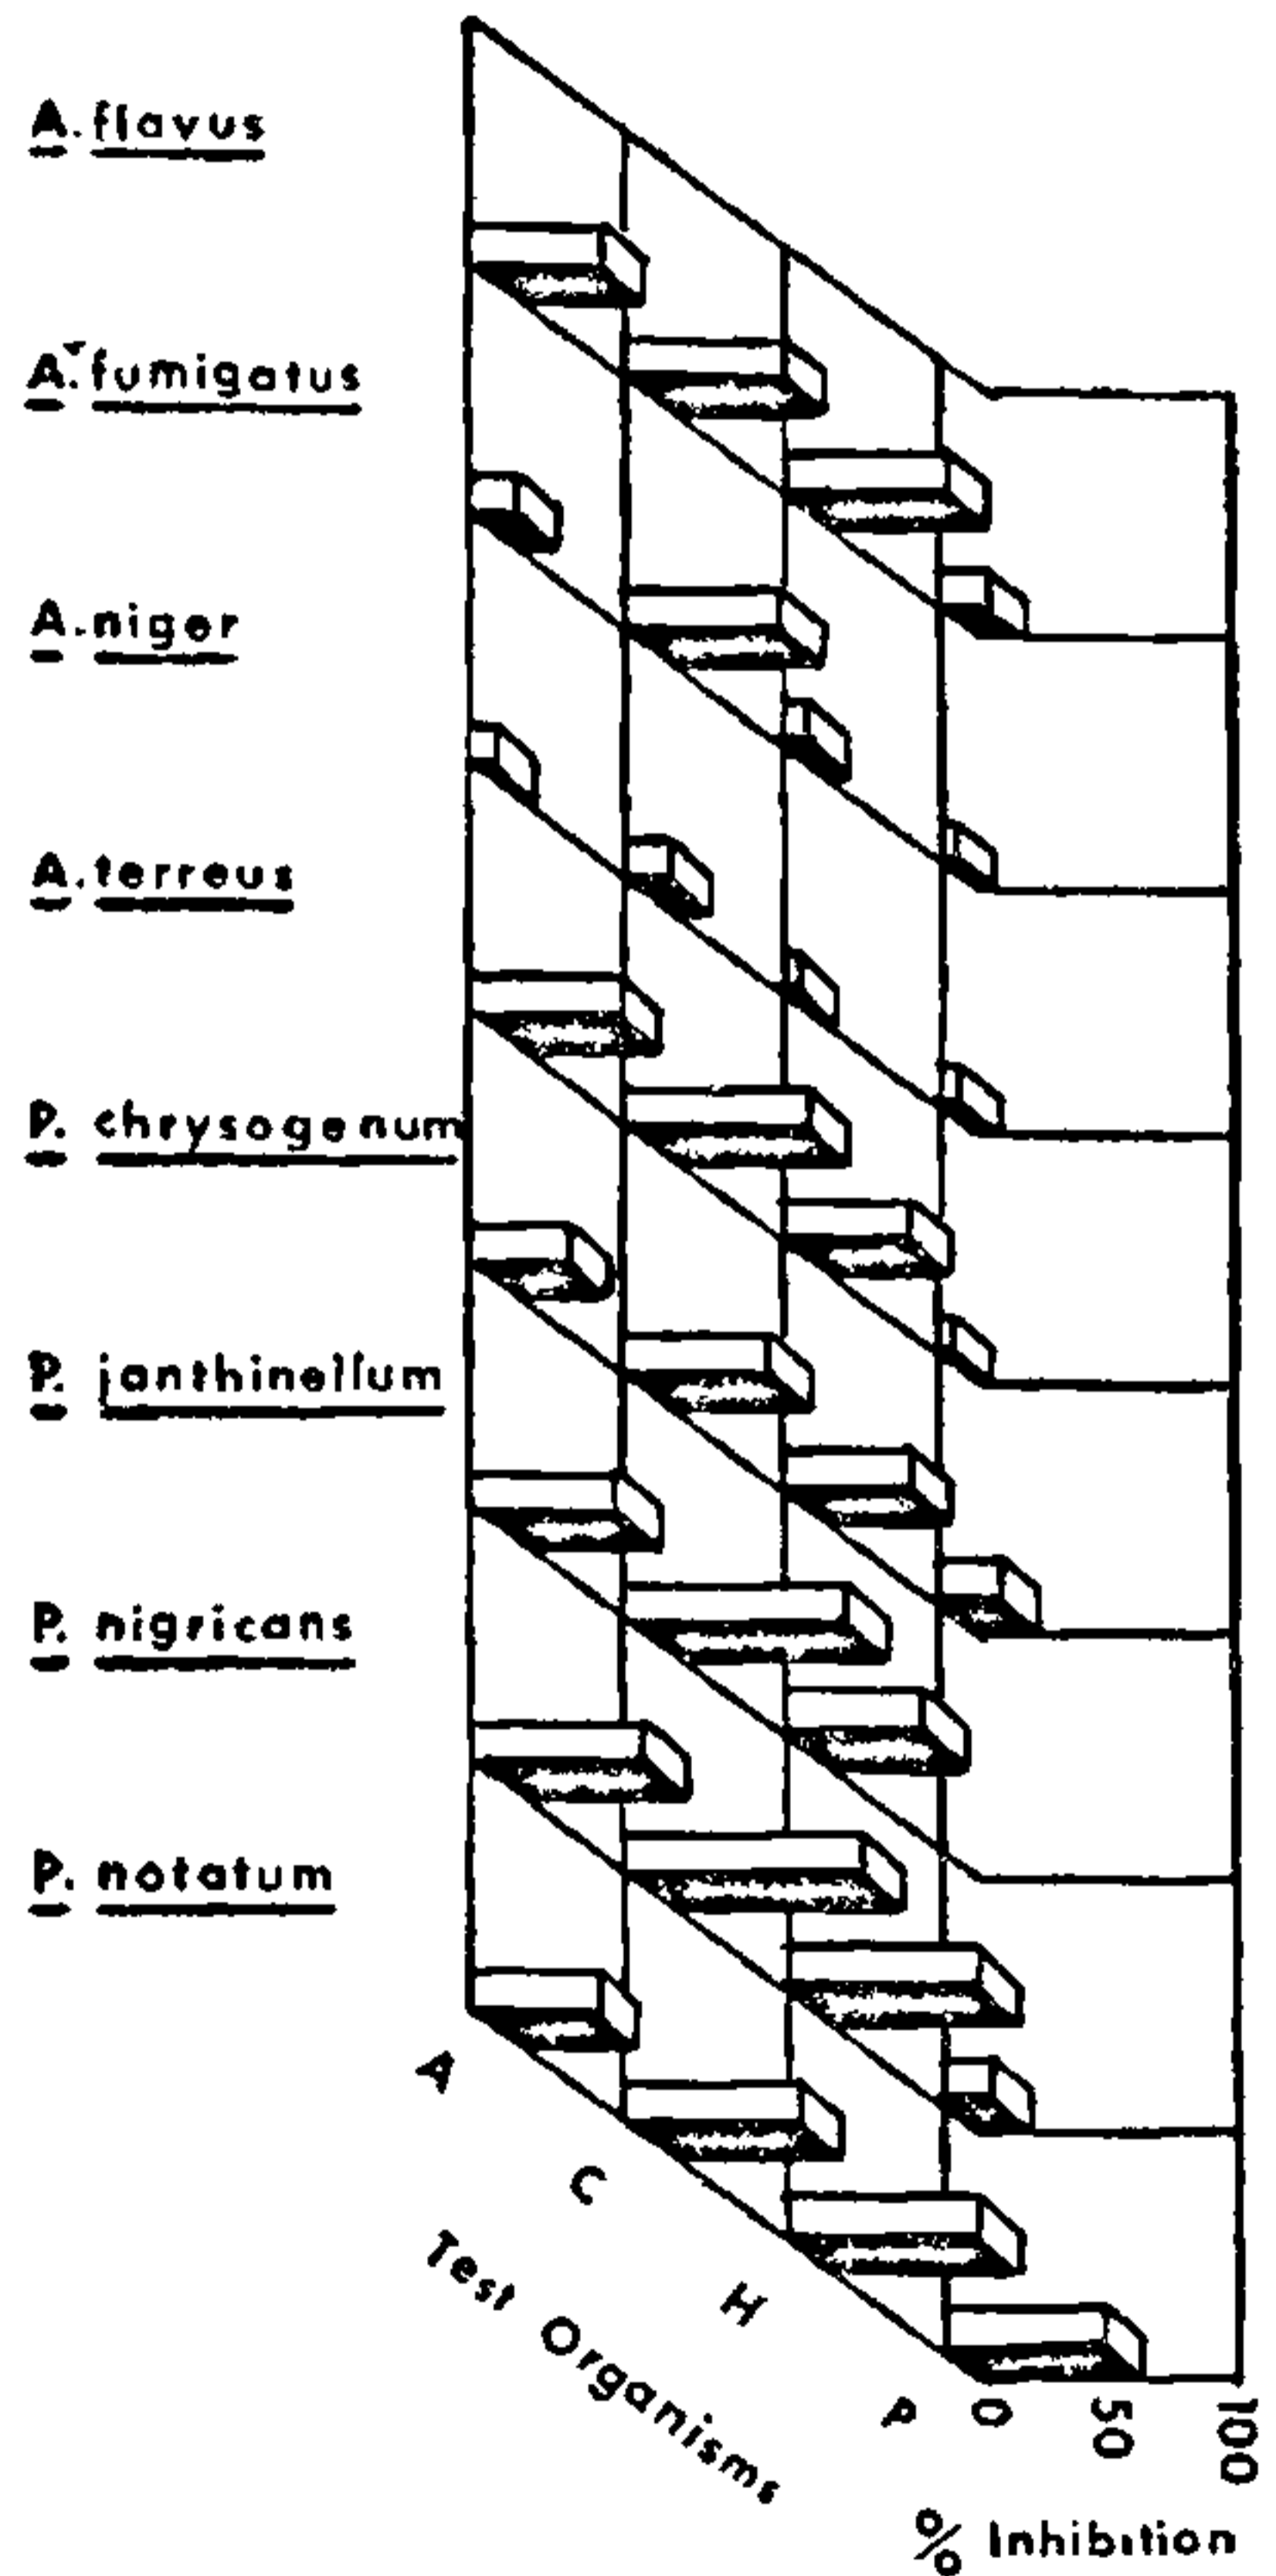 A. flavus
A. fumigatus
A. niger
A. terreus
P. chrysogenum
P. janthinellum
P. nigricans
P. notatum
A
C
H
P
Test Organisms
0
50
100
% Inhibition